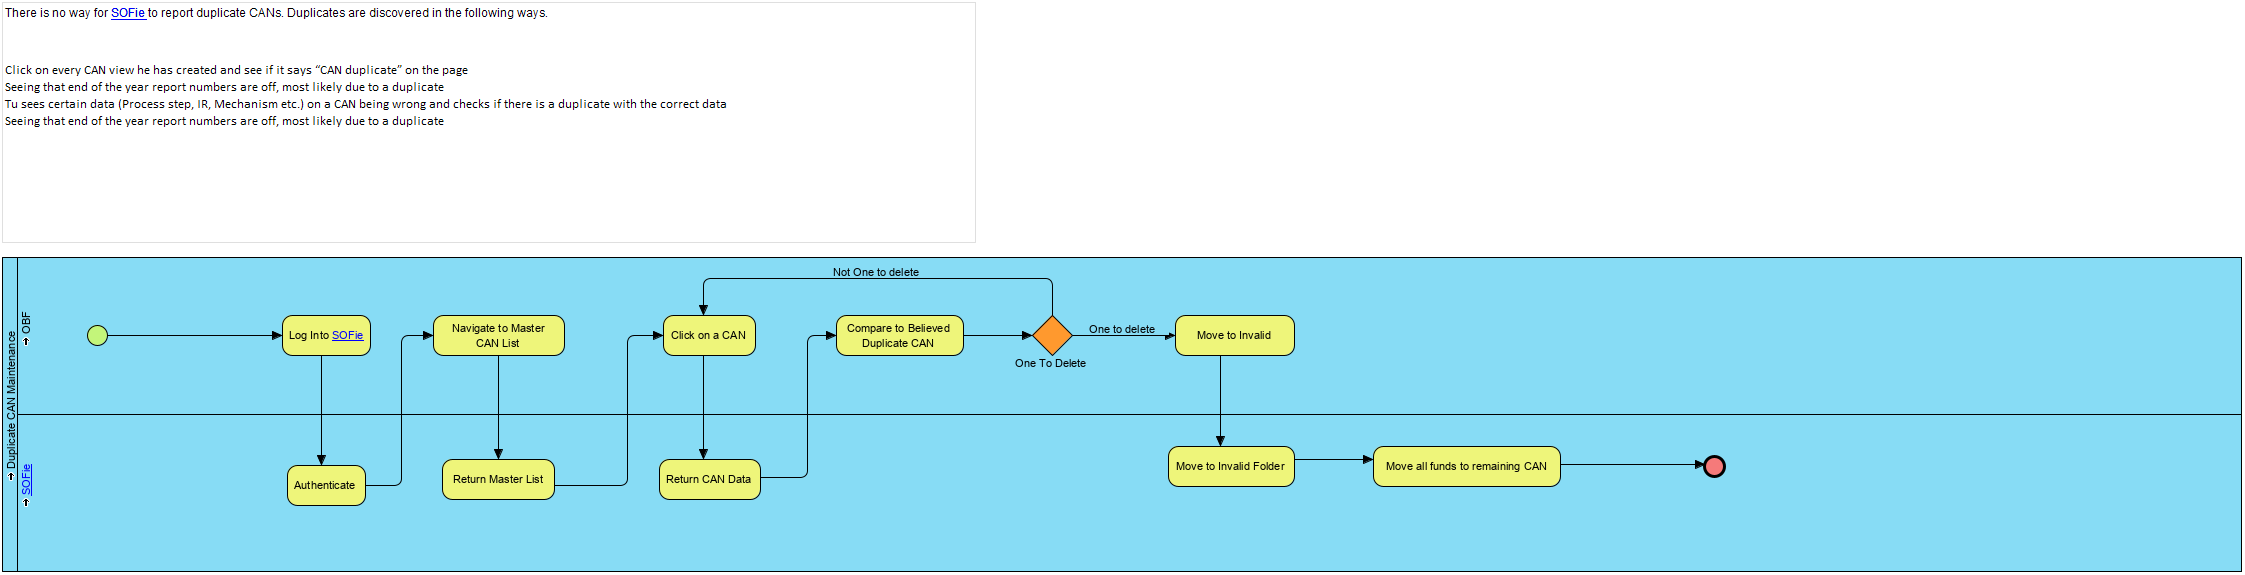 There is no way for SOFie to report duplicate CANs. Duplicates are discovered in the following ways.
Click on every CAN view he has created and see if it says “CAN duplicate” on the page
Seeing that end of the year report numbers are off, most likely due to a duplicate
Tu sees certain data (Process step, IR, Mechanism etc.) on a CAN being wrong and checks if there is a duplicate with the correct data
Seeing that end of the year report numbers are off, most likely due to a duplicate
Duplicate CAN Maintenance
OBF
Not One to delete
Log Into SOFie
Navigate to Master
CAN List
Click on a CAN
Compare to Believed
Duplicate CAN
One To Delete
One to delete
Move to Invalid
SOFie
Authenticate
Return Master List
Return CAN Data
Move to Invalid Folder
Move all funds to remaining CAN